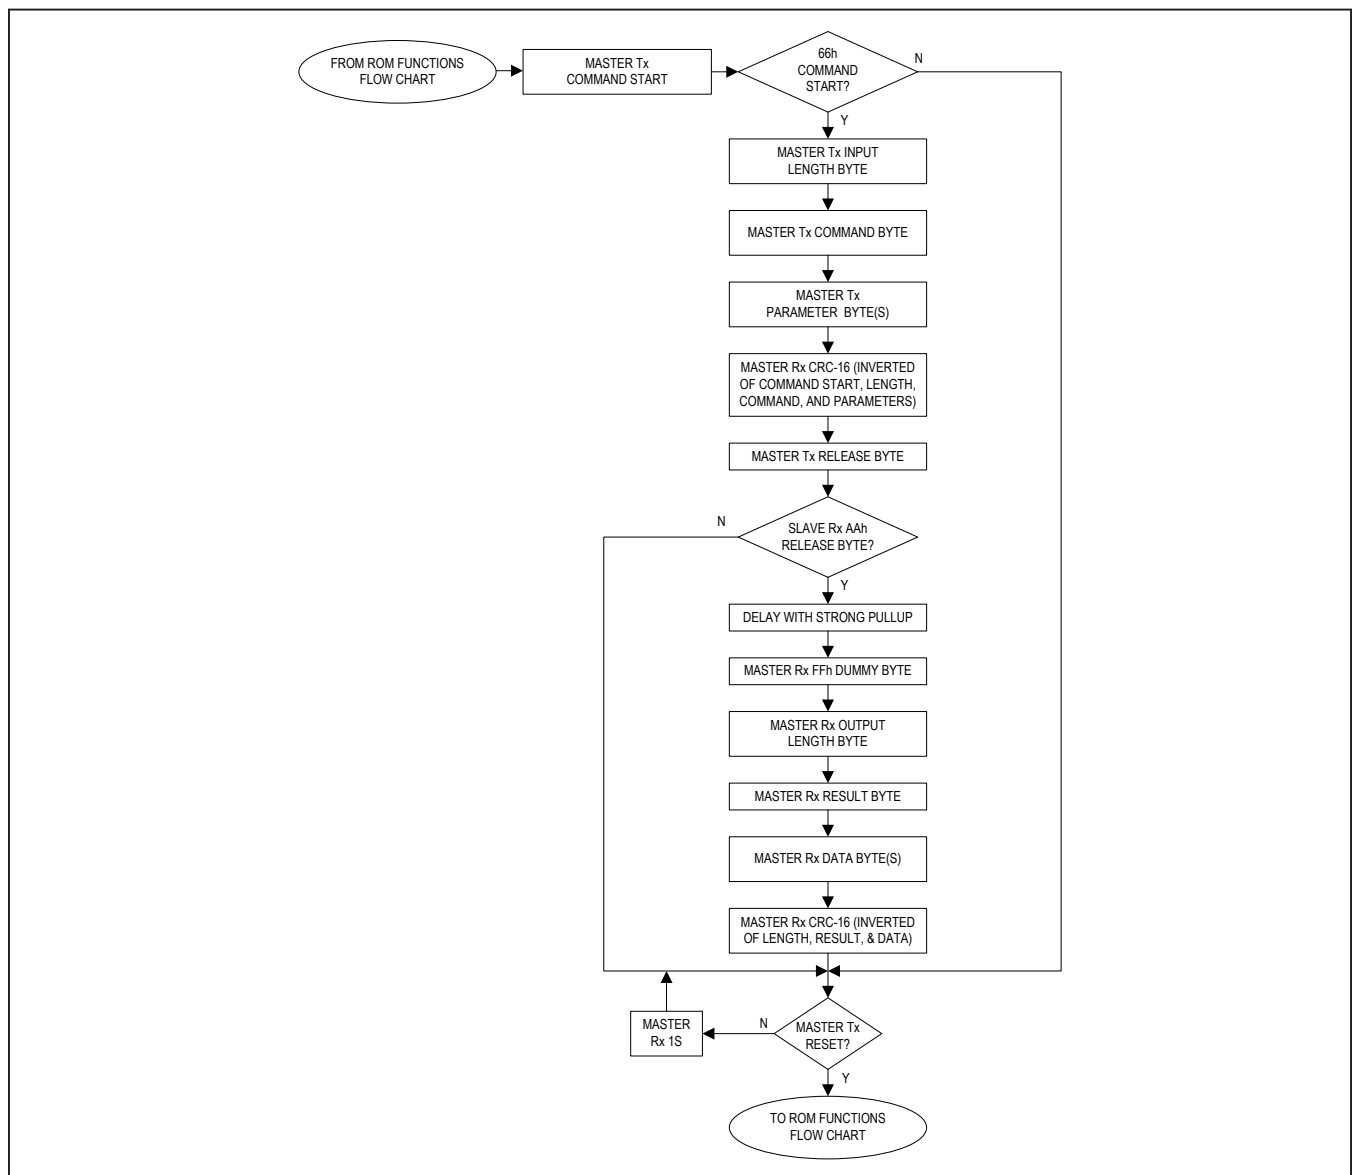 FROM ROM FUNCTIONS
FLOW CHART
MASTER Tx
COMMAND START
66h
COMMAND
START?
N
Y
MASTER Tx INPUT
LENGTH BYTE
MASTER Tx COMMAND BYTE
MASTER Tx
PARAMETER BYTE(S)
MASTER Rx CRC-16 (INVERTED
OF COMMAND START, LENGTH,
COMMAND, AND PARAMETERS)
MASTER Tx RELEASE BYTE
N
SLAVE Rx AAh
RELEASE BYTE?
Y
DELAY WITH STRONG PULLUP
MASTER Rx FFh DUMMY BYTE
MASTER Rx OUTPUT
LENGTH BYTE
MASTER Rx RESULT BYTE
MASTER Rx DATA BYTE(S)
MASTER Rx CRC-16 (INVERTED
OF LENGTH, RESULT, & DATA)
MASTER
Rx 1S
N
MASTER Tx
RESET?
Y
TO ROM FUNCTIONS
FLOW CHART